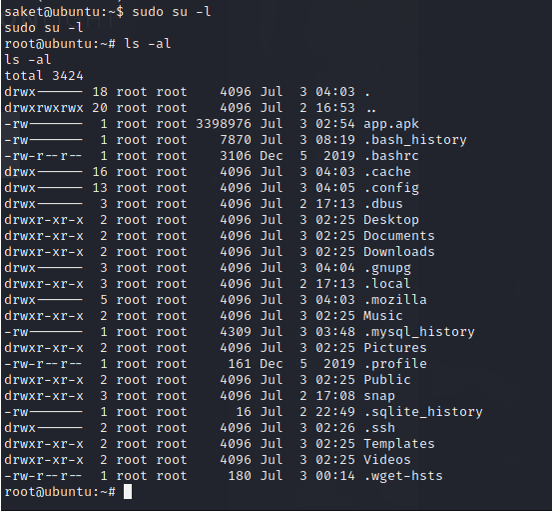 saket@ubuntu:~$ sudo su -l
sudo su -l
root@ubuntu:~# ls -al
ls -al
total 3424
drwx------ 18 root root    4096 Jul  3 04:03 .
drwxrwxrwx 20 root root    4096 Jul  2 16:53 ..
-rw-------  1 root root 3398976 Jul  3 02:54 app.apk
-rw-------  1 root root    7870 Jul  3 08:19 .bash_history
-rw-r--r--  1 root root    3106 Dec  5  2019 .bashrc
drwx------ 16 root root    4096 Jul  3 04:03 .cache
drwx------ 13 root root    4096 Jul  3 04:05 .config
drwx------  3 root root    4096 Jul  2 17:13 .dbus
drwxr-xr-x  2 root root    4096 Jul  3 02:25 Desktop
drwxr-xr-x  2 root root    4096 Jul  3 02:25 Documents
drwxr-xr-x  2 root root    4096 Jul  3 02:25 Downloads
drwx------  3 root root    4096 Jul  3 04:04 .gnupg
drwxr-xr-x  3 root root    4096 Jul  2 17:13 .local
drwx------  5 root root    4096 Jul  3 04:03 .mozilla
drwxr-xr-x  2 root root    4096 Jul  3 02:25 Music
-rw-------  1 root root    4309 Jul  3 03:48 .mysql_history
drwxr-xr-x  2 root root    4096 Jul  3 02:25 Pictures
-rw-r--r--  1 root root     161 Dec  5  2019 .profile
drwxr-xr-x  2 root root    4096 Jul  3 02:25 Public
drwxr-xr-x  3 root root    4096 Jul  2 17:08 snap
-rw-------  1 root root      16 Jul  2 22:49 .sqlite_history
drwx------  2 root root    4096 Jul  3 02:26 .ssh
drwxr-xr-x  2 root root    4096 Jul  3 02:25 Templates
drwxr-xr-x  2 root root    4096 Jul  3 02:25 Videos
-rw-r--r--  1 root root     180 Jul  3 00:14 .wget-hsts
root@ubuntu:~#